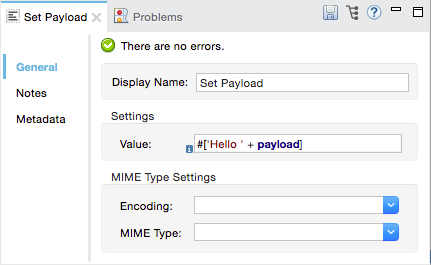 Set Payload Problems
There are no errors.
General
Notes
Metadata
Display Name: Set Payload
Settings
Value: #['Hello ' + payload]
MIME Type Settings
Encoding:
MIME Type: